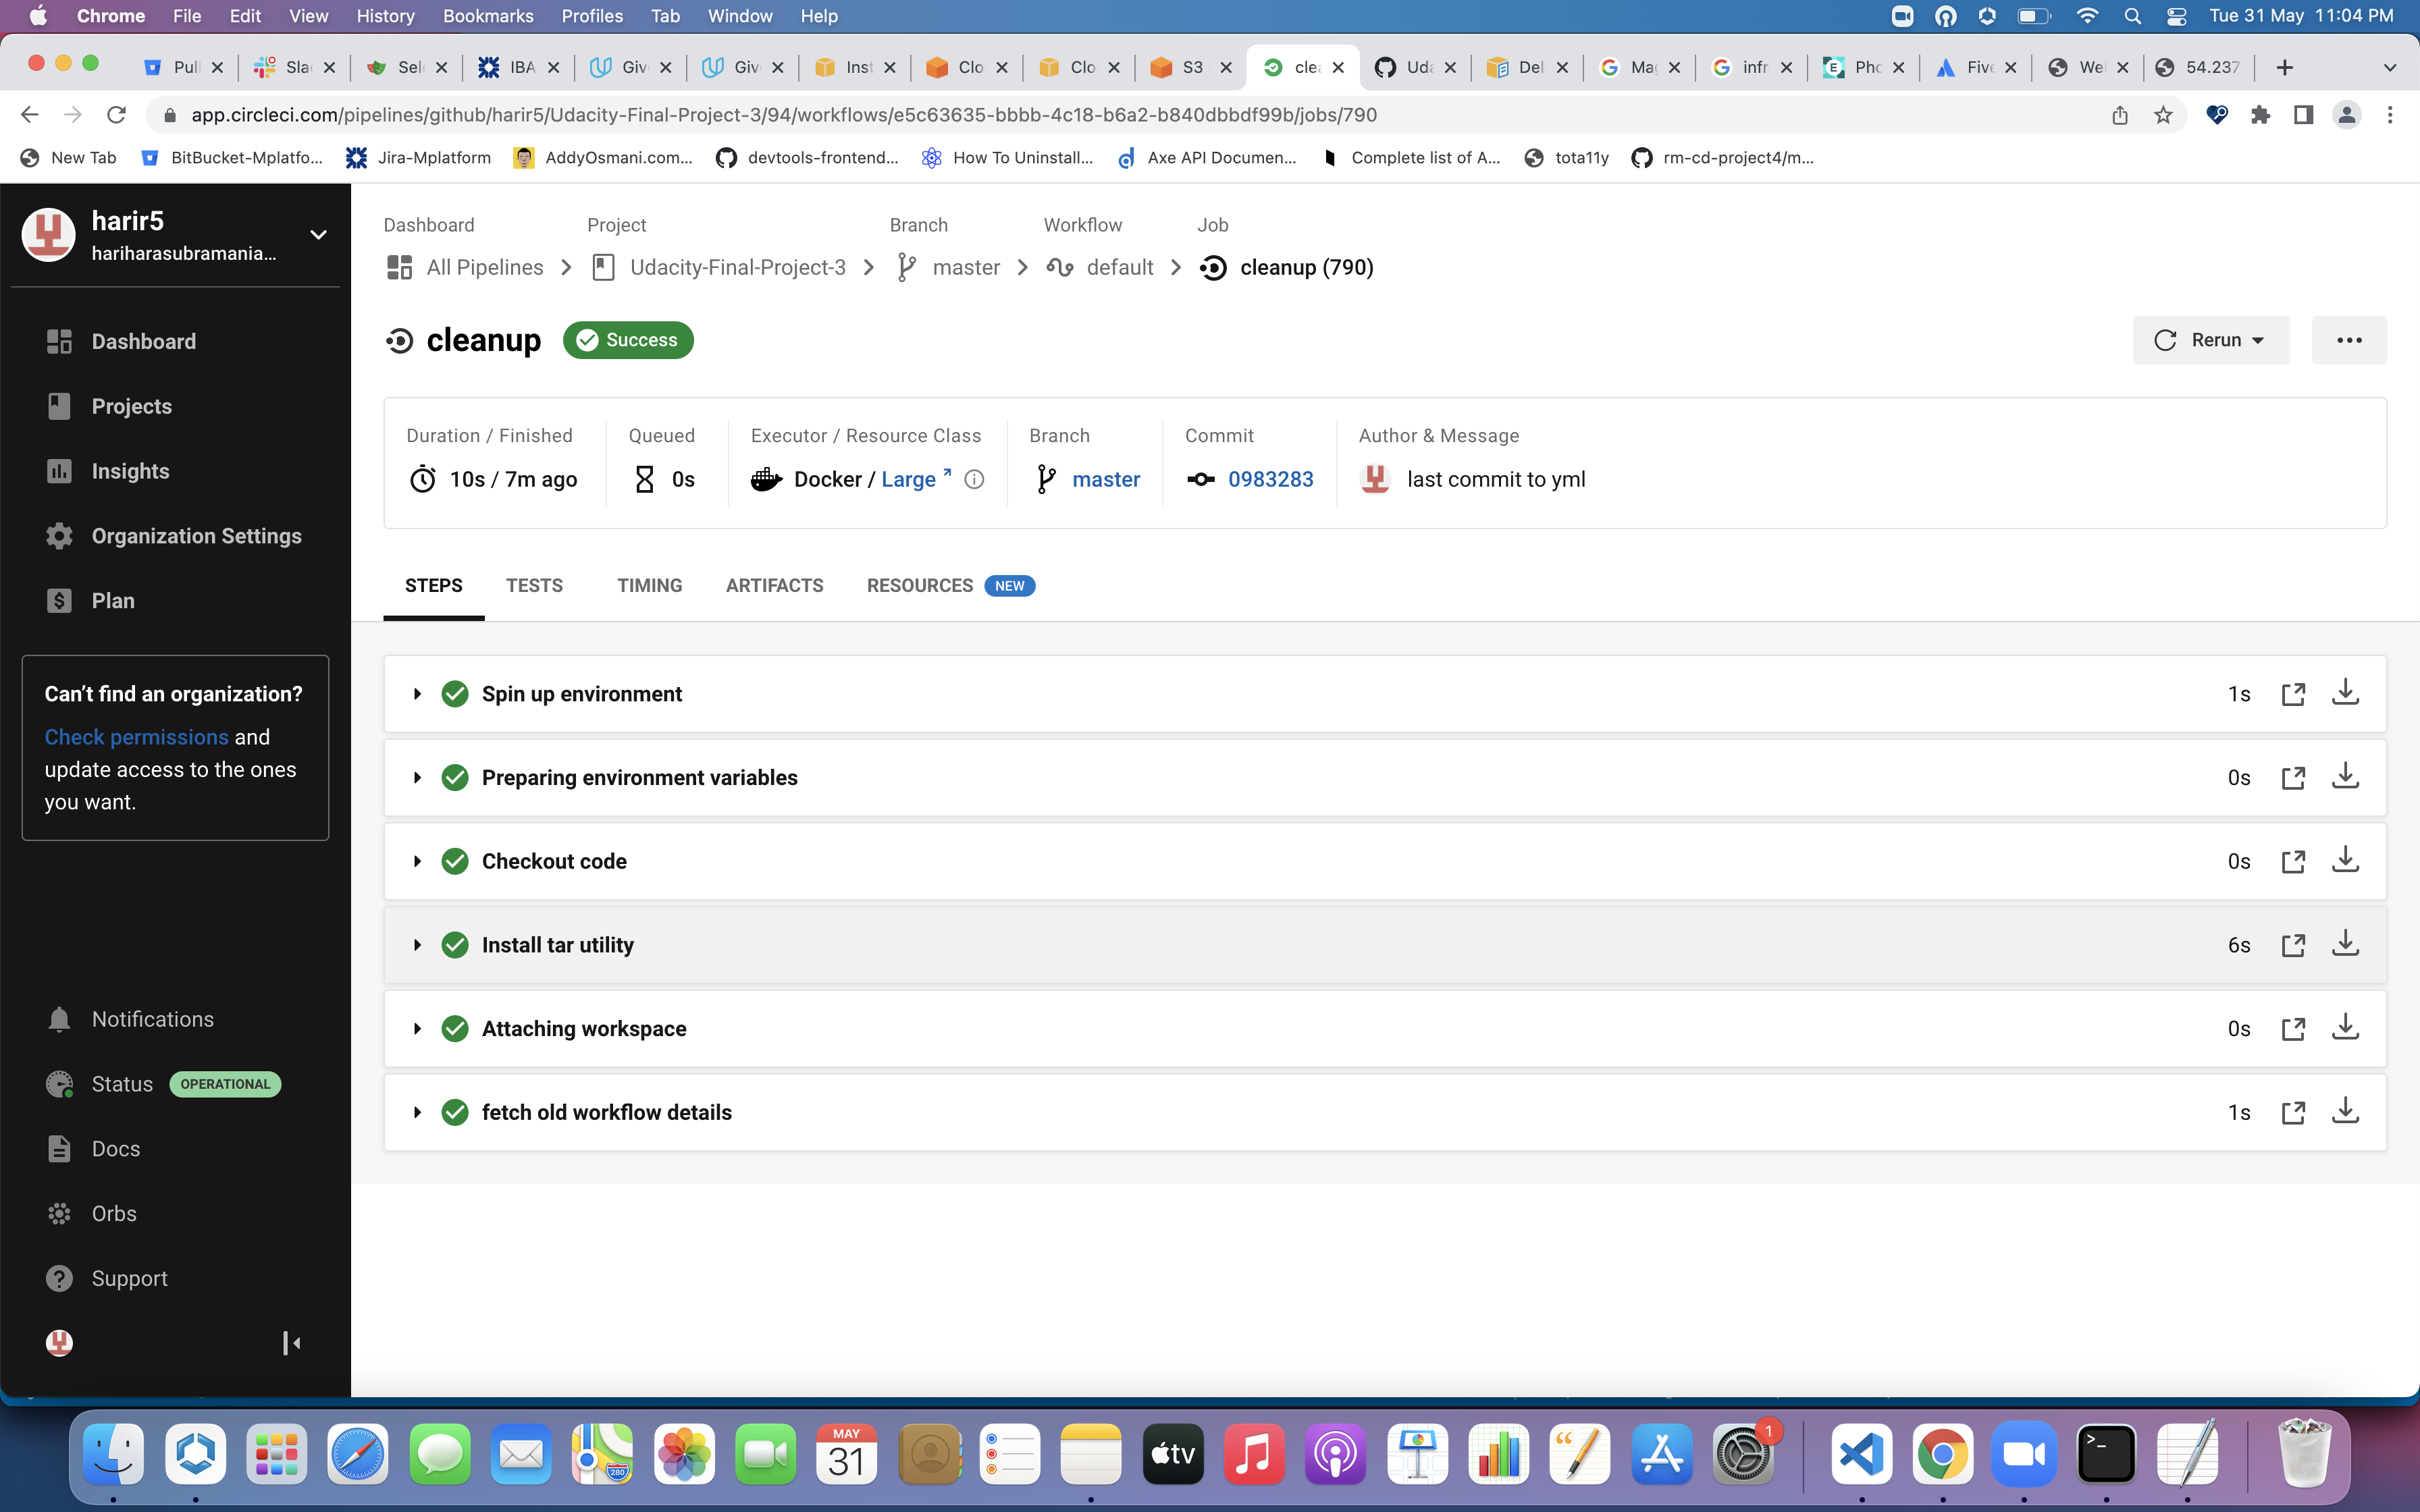 Chrome File Edit View History Bookmarks Profiles Tab Window Help Tue 31 May 11:04 PM
Pull Sla Sel IBA Giv Giv Inst Clo Clo S3 clea Uda Del Ma infr Pho Five We 54.237
app.circleci.com/pipelines/github/harir5/Udacity-Final-Project-3/94/workflows/e5c63635-bbbb-4c18-b6a2-b840dbbdf99b/jobs/790
New Tab BitBucket-Mplatfo... Jira-Mplatform AddyOsmani.com... devtools-frontend... How To Uninstall... Axe API Documen... Complete list of A... tota11y rm-cd-project4/m...
harir5
hariharasubramania...
Dashboard
Projects
Insights
Organization Settings
Plan
Can't find an organization?
Check permissions and
update access to the ones
you want.
Notifications
Status OPERATIONAL
Docs
Orbs
Support
Dashboard Project Branch Workflow Job
All Pipelines Udacity-Final-Project-3 master default cleanup (790)
cleanup Success Rerun
Duration / Finished Queued Executor / Resource Class Branch Commit Author & Message
10s / 7m ago 0s Docker / Large master 0983283 last commit to yml
STEPS TESTS TIMING ARTIFACTS RESOURCES NEW
Spin up environment 1s
Preparing environment variables 0s
Checkout code 0s
Install tar utility 6s
Attaching workspace 0s
fetch old workflow details 1s
MAY
31
tv
280
1